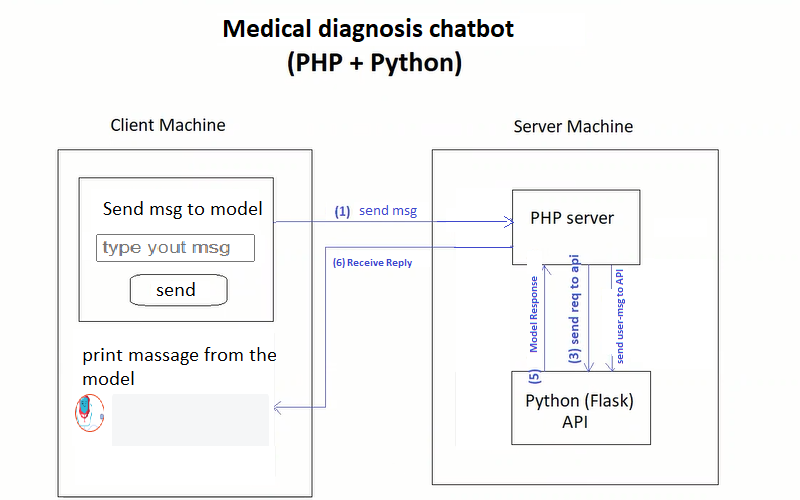 Medical diagnosis chatbot
(PHP + Python)
Client Machine
Server Machine
Send msg to model
type yout msg
send
(1) send msg
PHP server
(6) Receive Reply
(5) Model Response
(3) send req to api
send user-msg to API
print massage from the
model
Python (Flask)
API